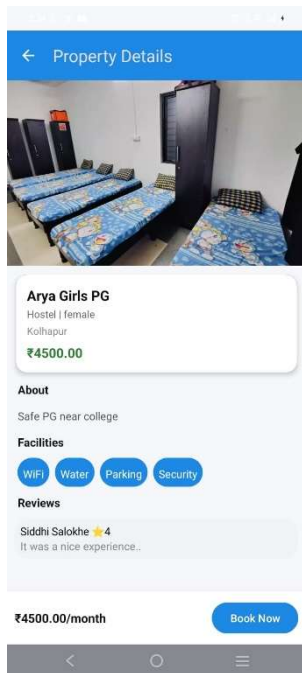 Property Details
Arya Girls PG
Hostel | female
Kolhapur
₹4500.00
About
Safe PG near college
Facilities
WiFi Water Parking Security
Reviews
Siddhi Salokhe ⭐4
It was a nice experience..
₹4500.00/month Book Now